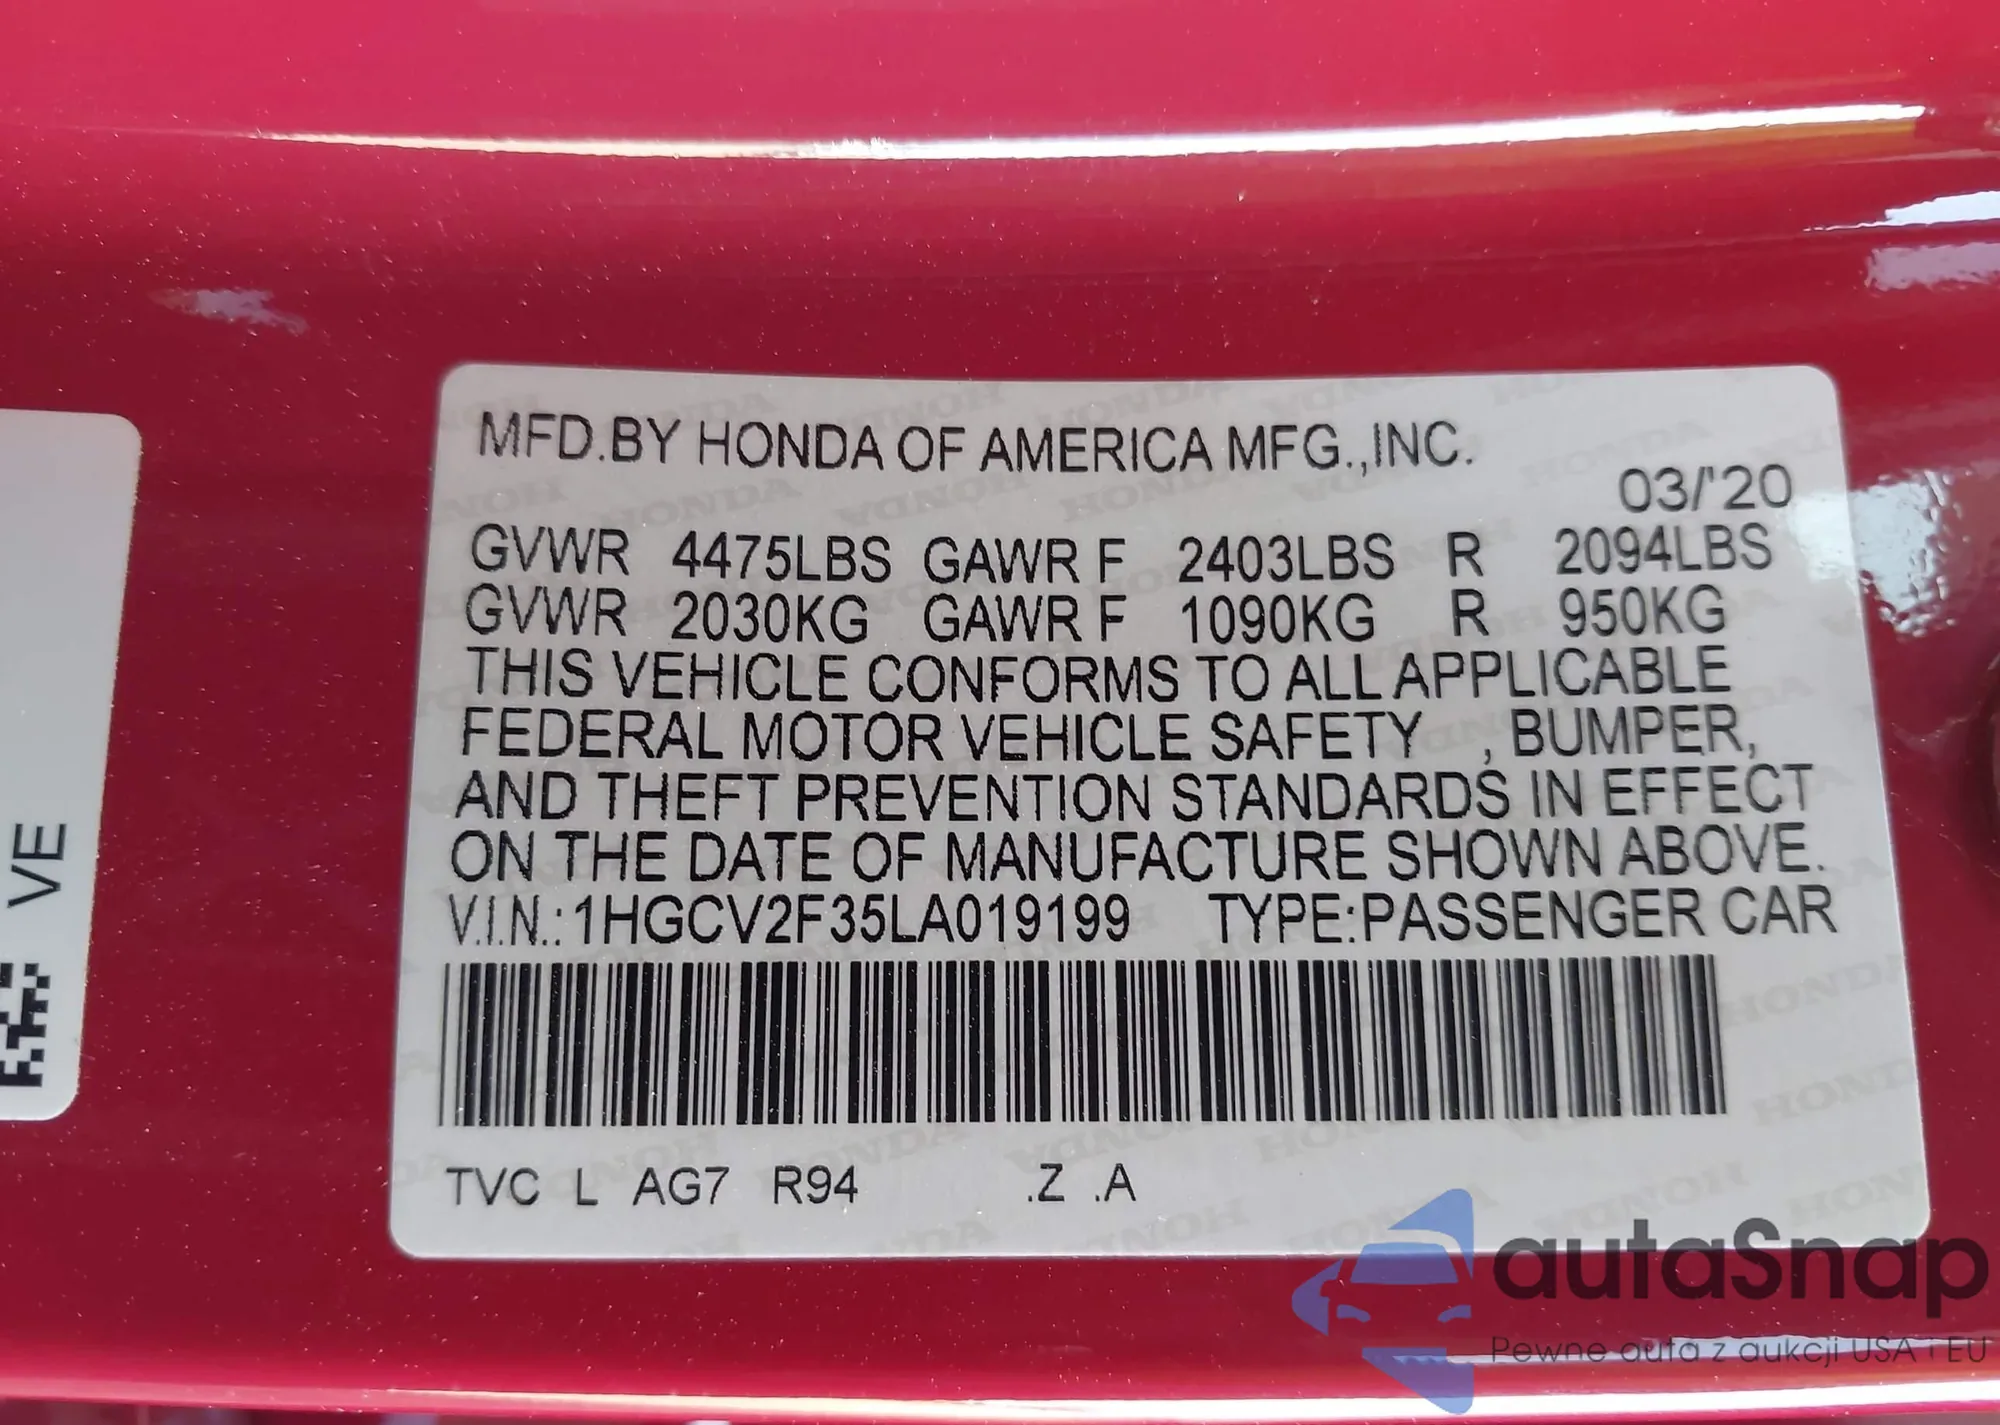 MFD.BY HONDA OF AMERICA MFG.,INC.
03/'20
GVWR 4475LBS GAWR F 2403LBS R 2094LBS
GVWR 2030KG GAWR F 1090KG R 950KG
THIS VEHICLE CONFORMS TO ALL APPLICABLE
FEDERAL MOTOR VEHICLE SAFETY , BUMPER,
AND THEFT PREVENTION STANDARDS IN EFFECT
ON THE DATE OF MANUFACTURE SHOWN ABOVE.
V.I.N.: 1HGCV2F35LA019199 TYPE:PASSENGER CAR
TVC L AG7 R94 .Z .A
VE
autaSnap
Pewne auta z aukcji USA i EU